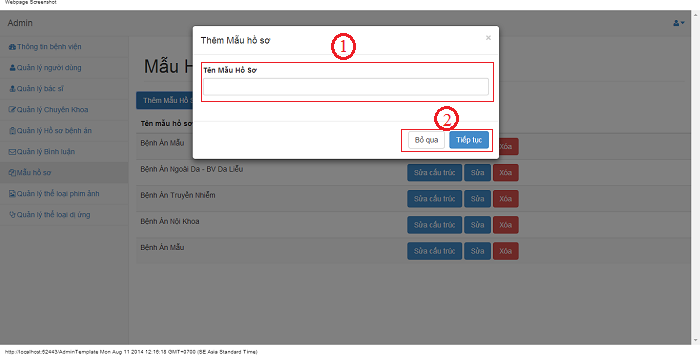 Webpage Screenshot
Admin
Thông tin bệnh viện
Quản lý người dùng
Quản lý bác sĩ
Quản lý Chuyên Khoa
Quản lý Hồ sơ bệnh án
Quản lý Bình luận
Mẫu hồ sơ
Quản lý thể loại phim ảnh
Quản lý thể loại dị ứng
Thêm Mẫu hồ sơ
×
1
Tên Mẫu Hồ Sơ
2
Bỏ qua
Tiếp tục
Mẫu H
Thêm Mẫu Hồ S
Tên mẫu hồ sơ
Bệnh Án Mẫu
Xóa
Bệnh Án Ngoài Da - BV Da Liễu
Sửa cấu trúc Sửa Xóa
Bệnh Án Truyền Nhiễm
Sửa cấu trúc Sửa Xóa
Bệnh Án Nội Khoa
Sửa cấu trúc Sửa Xóa
Bệnh Án Mẫu
Sửa cấu trúc Sửa Xóa
http://localhost:52443/AdminTemplate Mon Aug 11 2014 12:15:18 GMT+0700 (SE Asia Standard Time)